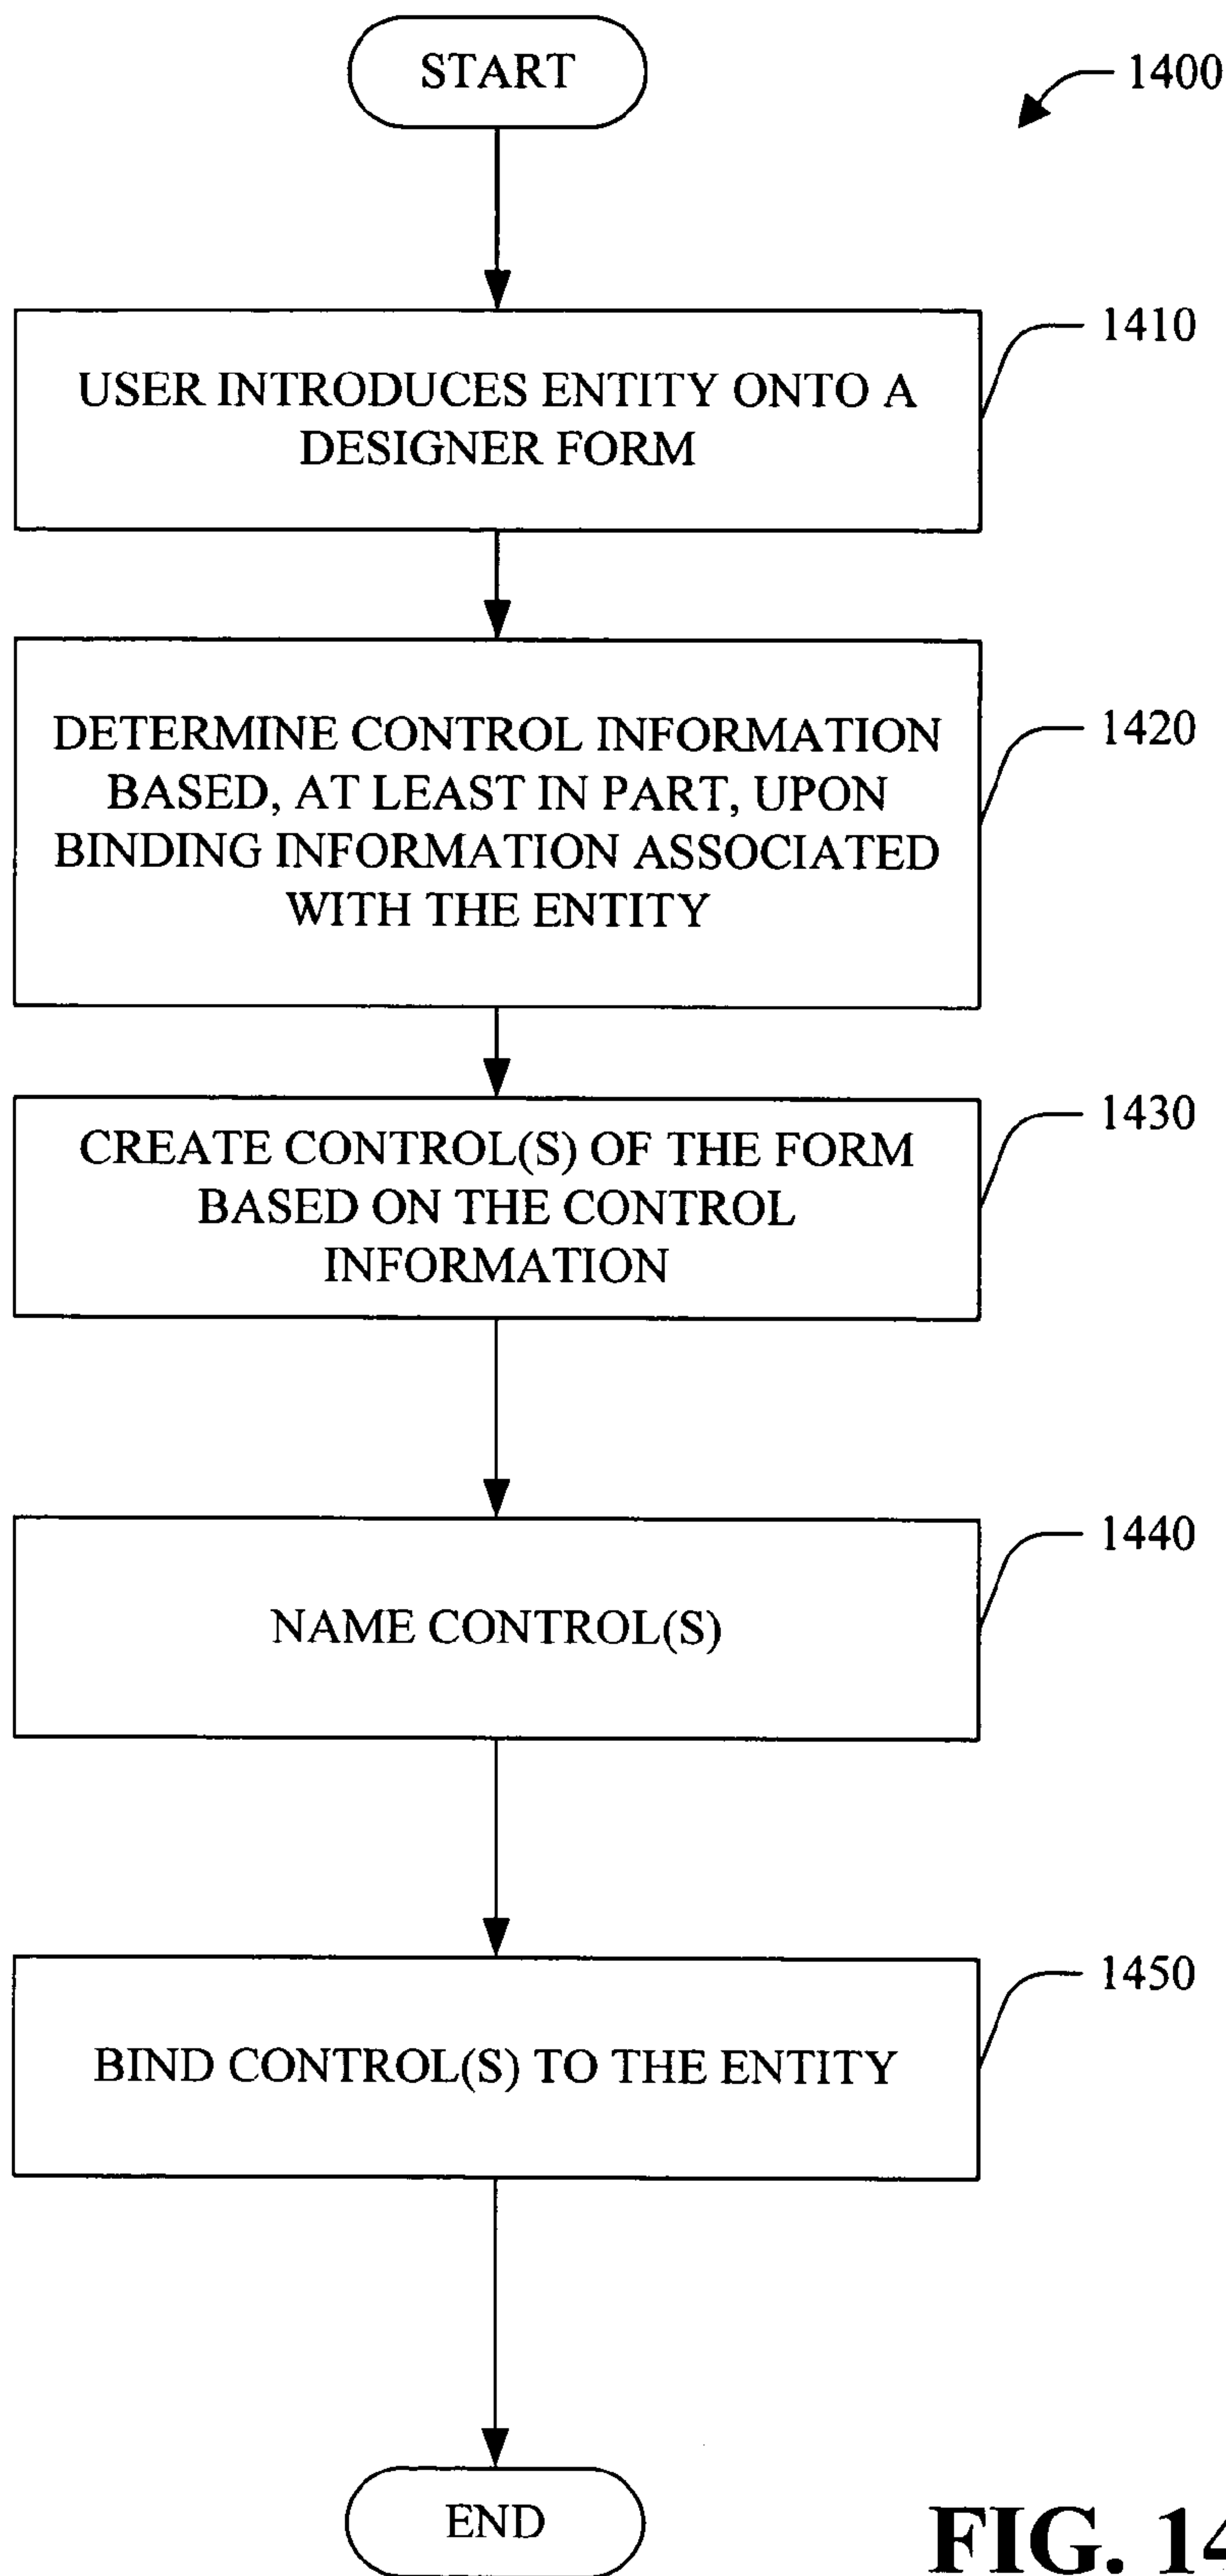 START
1400
1410
USER INTRODUCES ENTITY ONTO A
DESIGNER FORM
1420
DETERMINE CONTROL INFORMATION
BASED, AT LEAST IN PART, UPON
BINDING INFORMATION ASSOCIATED
WITH THE ENTITY
1430
CREATE CONTROL(S) OF THE FORM
BASED ON THE CONTROL
INFORMATION
1440
NAME CONTROL(S)
1450
BIND CONTROL(S) TO THE ENTITY
END
FIG. 14